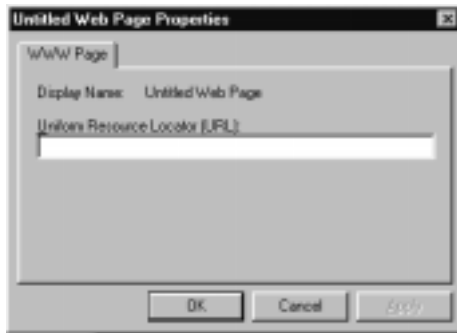 Untitled Web Page Properties
WWW Page
Display Name: Untitled Web Page
Uniform Resource Locator (URL):
OK
Cancel
Apply